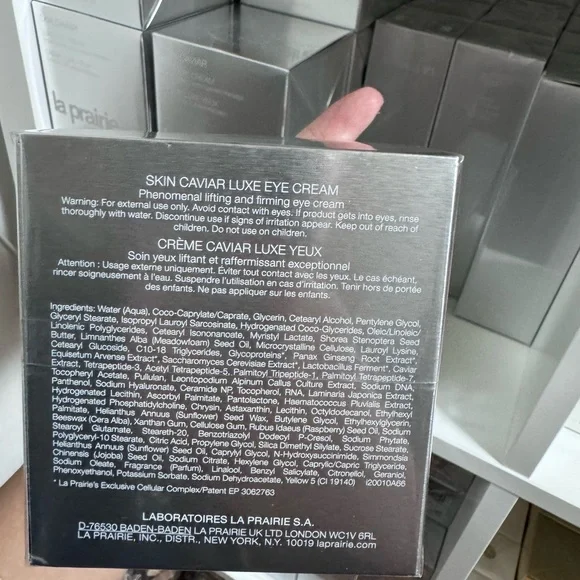 la prairie
SKIN CAVIAR LUXE EYE CREAM
Phenomenal lifting and firming eye cream
Warning: For external use only. Avoid contact with eyes. If product gets into eyes, rinse
thoroughly with water. Discontinue use if signs of irritation appear. Keep out of reach of
children. Do not use on children.
CRÈME CAVIAR LUXE YEUX
Soin yeux liftant et raffermissant exceptionnel
Attention : Usage externe uniquement. Éviter tout contact avec les yeux. Le cas échéant,
rincer soigneusement à l'eau. Suspendre l'utilisation en cas d'irritation. Tenir hors de portée
des enfants. Ne pas appliquer sur les enfants.
Ingredients: Water (Aqua), Coco-Caprylate/Caprate, Glycerin, Cetearyl Alcohol, Pentylene Glycol,
Glyceryl Stearate, Isopropyl Lauroyl Sarcosinate, Hydrogenated Coco-Glycerides, Oleic/Linoleic/
Linolenic Polyglycerides, Cetearyl Isononanoate, Myristyl Lactate, Shorea Stenoptera Seed
Butter, Limnanthes Alba (Meadowfoam) Seed Oil, Microcrystalline Cellulose, Lauroyl Lysine,
Cetearyl Glucoside, C10-18 Triglycerides, Glycoproteins*, Panax Ginseng Root Extract*,
Equisetum Arvense Extract*, Saccharomyces Cerevisiae Extract*, Lactobacillus Ferment*, Caviar
Extract, Tetrapeptide-3, Acetyl Tetrapeptide-5, Palmitoyl Tripeptide-1, Palmitoyl Tetrapeptide-7,
Tocopheryl Acetate, Pullulan, Leontopodium Alpinum Callus Culture Extract, Sodium DNA,
Panthenol, Sodium Hyaluronate, Ceramide NP, Tocopherol, RNA, Laminaria Japonica Extract,
Hydrogenated Lecithin, Ascorbyl Palmitate, Pantolactone, Haematococcus Pluvialis Extract,
Hydrogenated Phosphatidylcholine, Chrysin, Astaxanthin, Lecithin, Octyldodecanol, Ethylhexyl
Palmitate, Helianthus Annuus (Sunflower) Seed Wax, Butylene Glycol, Ethylhexylglycerin,
Beeswax (Cera Alba), Xanthan Gum, Cellulose Gum, Rubus Idaeus (Raspberry) Seed Oil, Sodium
Stearoyl Glutamate, Steareth-20, Benzotriazolyl Dodecyl P-Cresol, Sodium Phytate,
Polyglyceryl-10 Stearate, Citric Acid, Propylene Glycol, Silica Dimethyl Silylate, Sucrose Stearate,
Helianthus Annuus (Sunflower) Seed Oil, Caprylyl Glycol, N-Hydroxysuccinimide, Simmondsia
Chinensis (Jojoba) Seed Oil, Sodium Citrate, Hexylene Glycol, Caprylic/Capric Triglyceride,
Sodium Oleate, Fragrance (Parfum), Linalool, Benzyl Salicylate, Citronellol, Geraniol,
Phenoxyethanol, Potassium Sorbate, Sodium Dehydroacetate, Yellow 5 (CI 19140) I20010A66
* La Prairie's Exclusive Cellular Complex/Patent EP 3062763
LABORATOIRES LA PRAIRIE S.A.
D-76530 BADEN-BADEN LA PRAIRIE UK LTD LONDON WC1V 6RL
LA PRAIRIE, INC., DISTR., NEW YORK, N.Y. 10019 laprairie.com